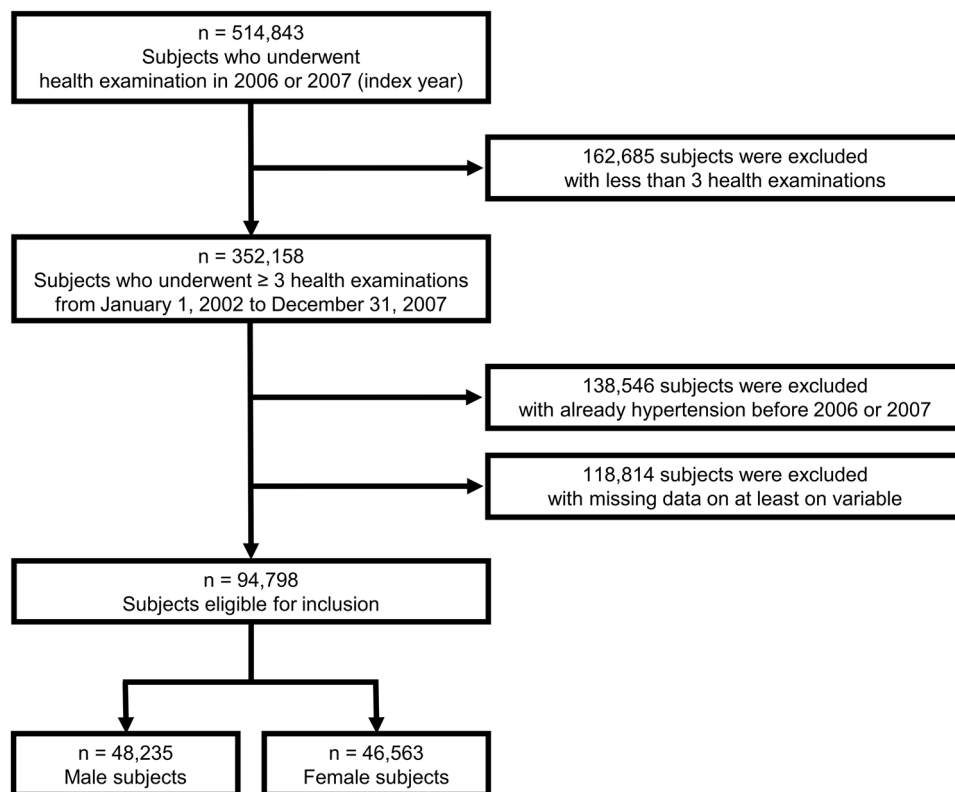 n = 514,843
Subjects who underwent
health examination in 2006 or 2007 (index year)
162,685 subjects were excluded
with less than 3 health examinations
n = 352,158
Subjects who underwent ≥ 3 health examinations
from January 1, 2002 to December 31, 2007
138,546 subjects were excluded
with already hypertension before 2006 or 2007
118,814 subjects were excluded
with missing data on at least on variable
n = 94,798
Subjects eligible for inclusion
n = 48,235
Male subjects
n = 46,563
Female subjects